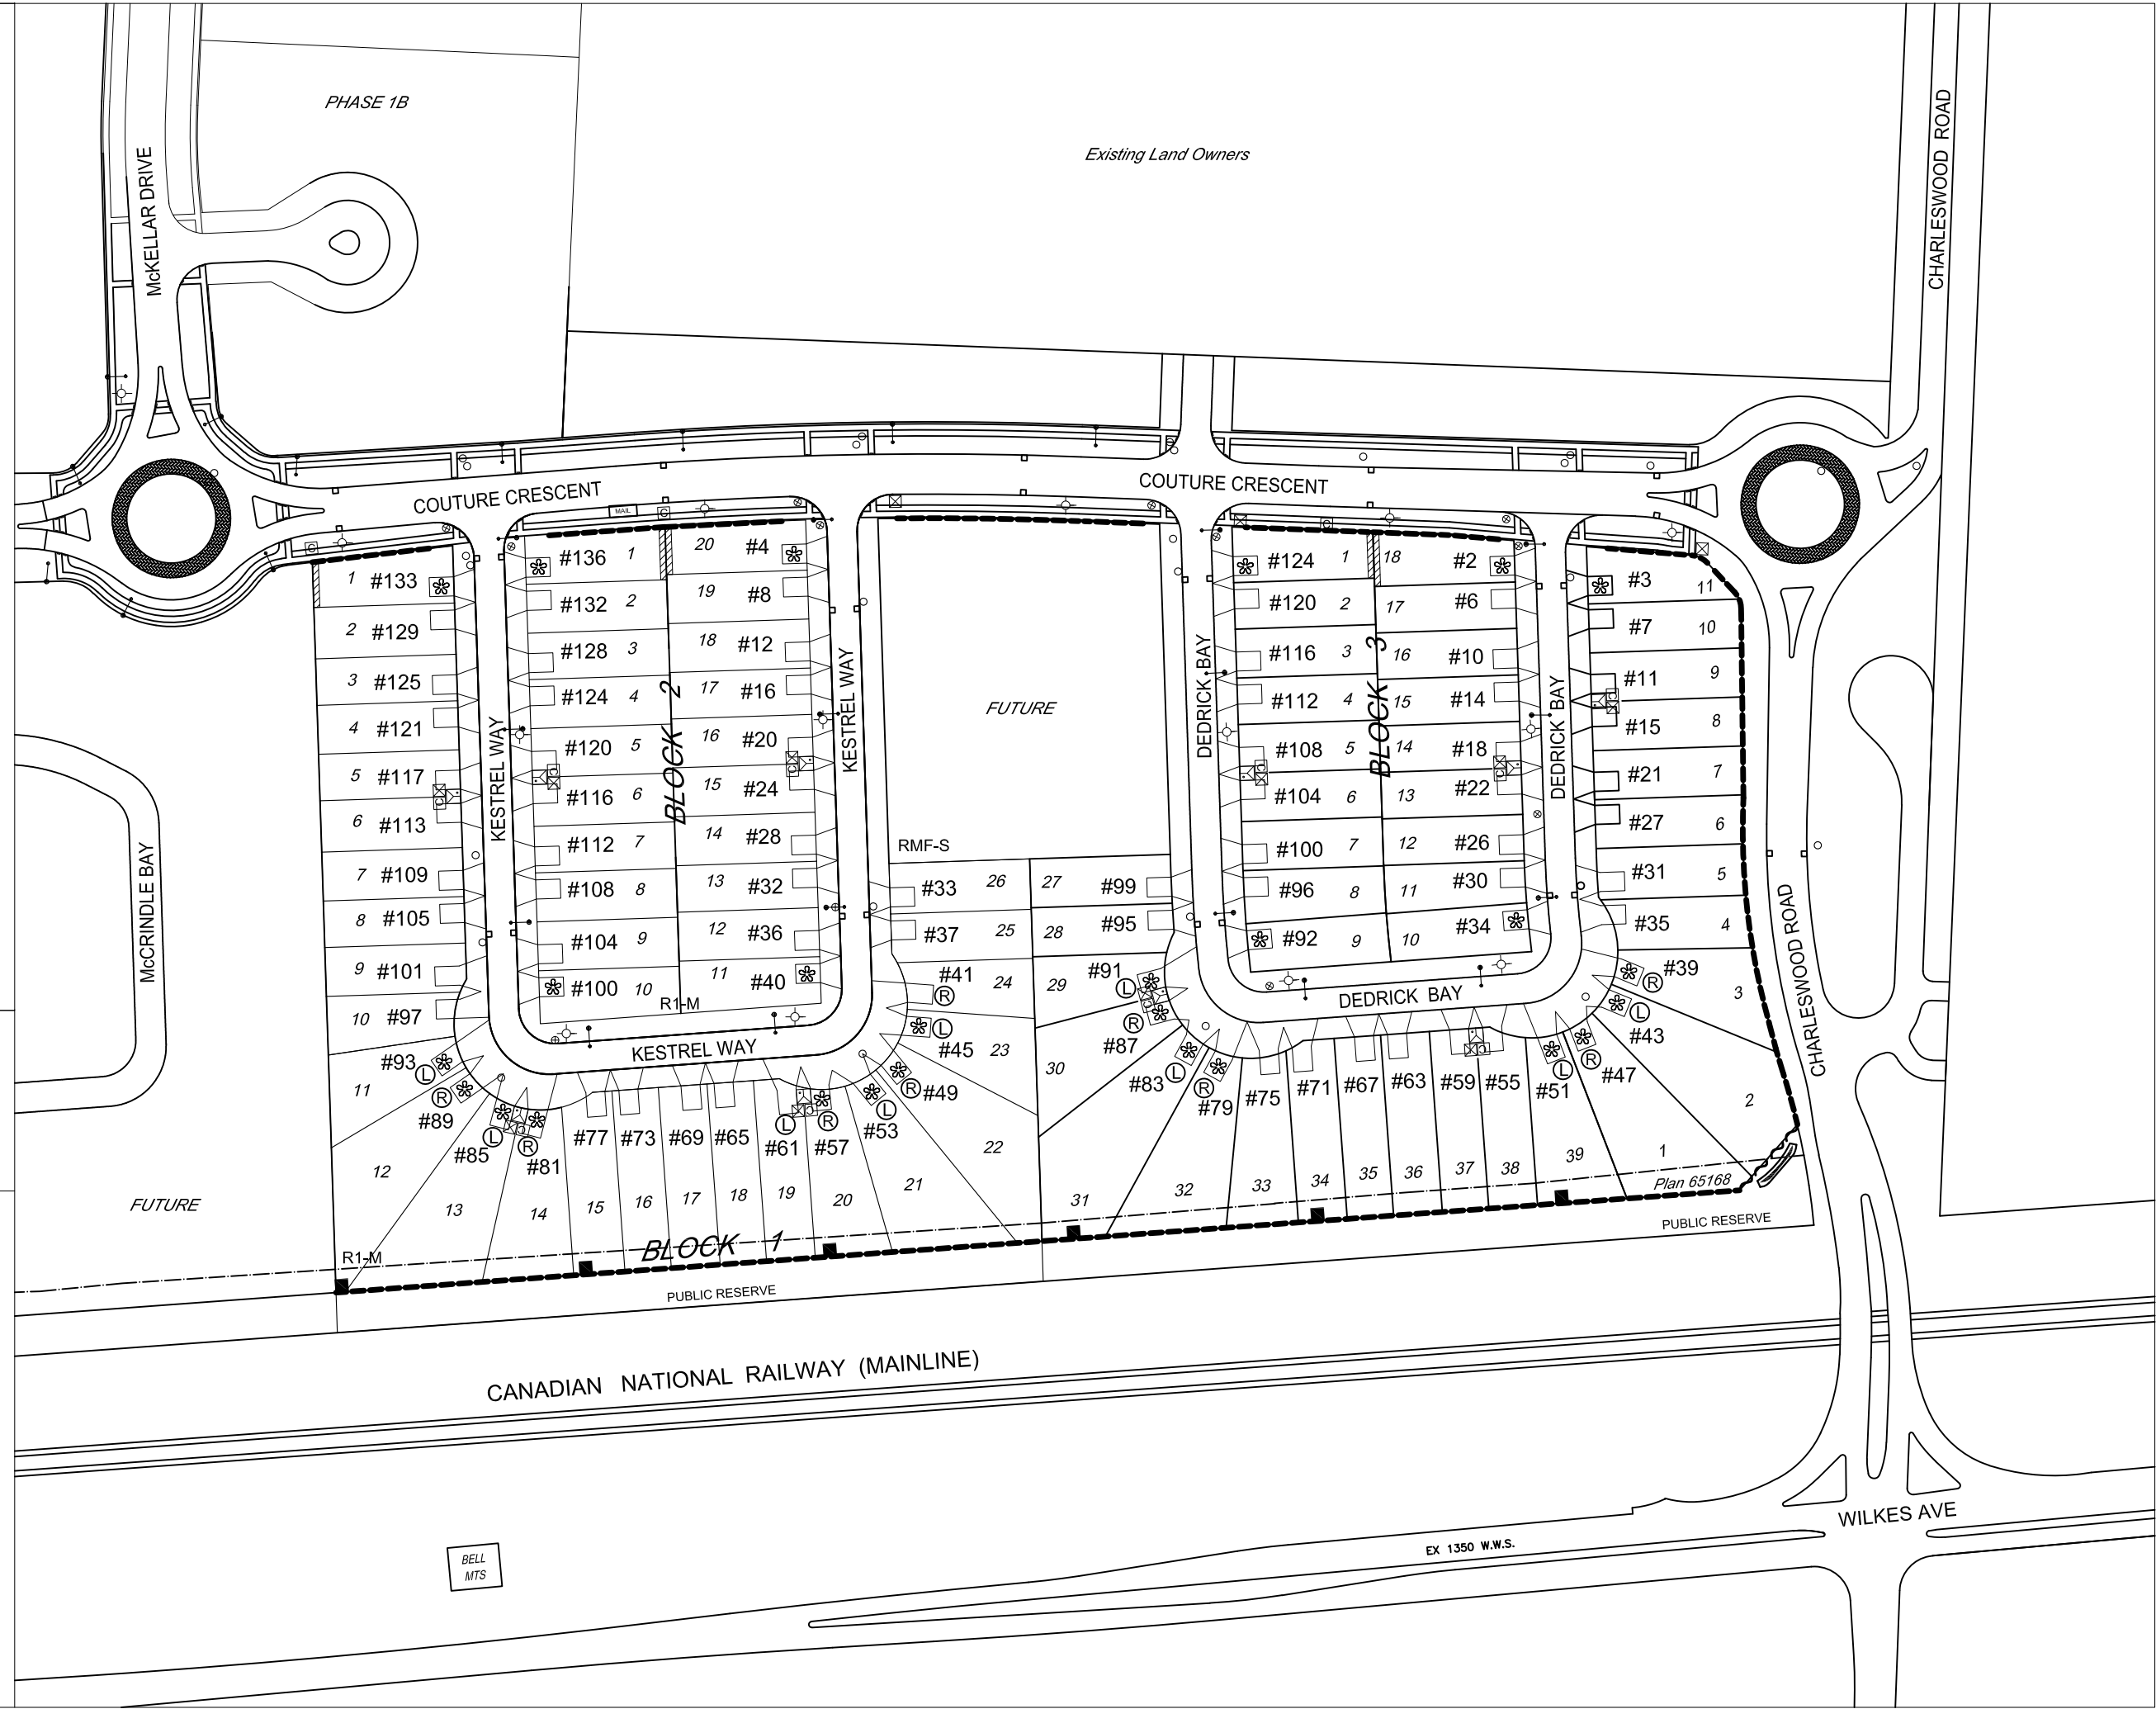 PHASE 1B
Existing Land Owners
McKELLAR DRIVE
CHARLESWOOD ROAD
COUTURE CRESCENT
COUTURE CRESCENT
MAIL
C
C
C
1 #133
2 #129
3 #125
4 #121
5 #117
6 #113
7 #109
8 #105
9 #101
10 #97
#93
11
L
R
#89
12
KESTREL WAY
#136 1
#132 2
#128 3
#124 4
#120 5
#116 6
#112 7
#108 8
#104 9
#100 10
BLOCK 2
20 #4
19 #8
18 #12
17 #16
16 #20
15 #24
14 #28
13 #32
12 #36
11 #40
R1-M
KESTREL WAY
KESTREL WAY
FUTURE
RMF-S
#33 26
#37 25
#41 24
R
L
#45 23
R
#49
22
L
#53
21
27 #99
28 #95
29 #91
L
R
#87
30
#83
L
31
R
#79
32
DEDRICK BAY
#124 1
#120 2
#116 3
#112 4
#108 5
#104 6
#100 7
#96 8
#92 9
BLOCK 3
18 #2
17 #6
16 #10
15 #14
14 #18
13 #22
12 #26
11 #30
10 #34
DEDRICK BAY
DEDRICK BAY
#3 11
#7 10
#11 9
#15 8
#21 7
#27 6
#31 5
#35 4
#39
R
3
L
#43
2
R
#47
1
L
#51
39
#75 #71 #67 #63 #59 #55
33 34 35 36 37 38
L
#85
13
R
#81
14
#77 #73 #69 #65
L
#61
R
#57
15 16 17 18 19 20
McCRINDLE BAY
CHARLESWOOD ROAD
CHARLESWOOD ROAD
FUTURE
R1-M
BLOCK 1
Plan 65168
PUBLIC RESERVE
PUBLIC RESERVE
CANADIAN NATIONAL RAILWAY (MAINLINE)
WILKES AVE
EX 1350 W.W.S.
BELL
MTS